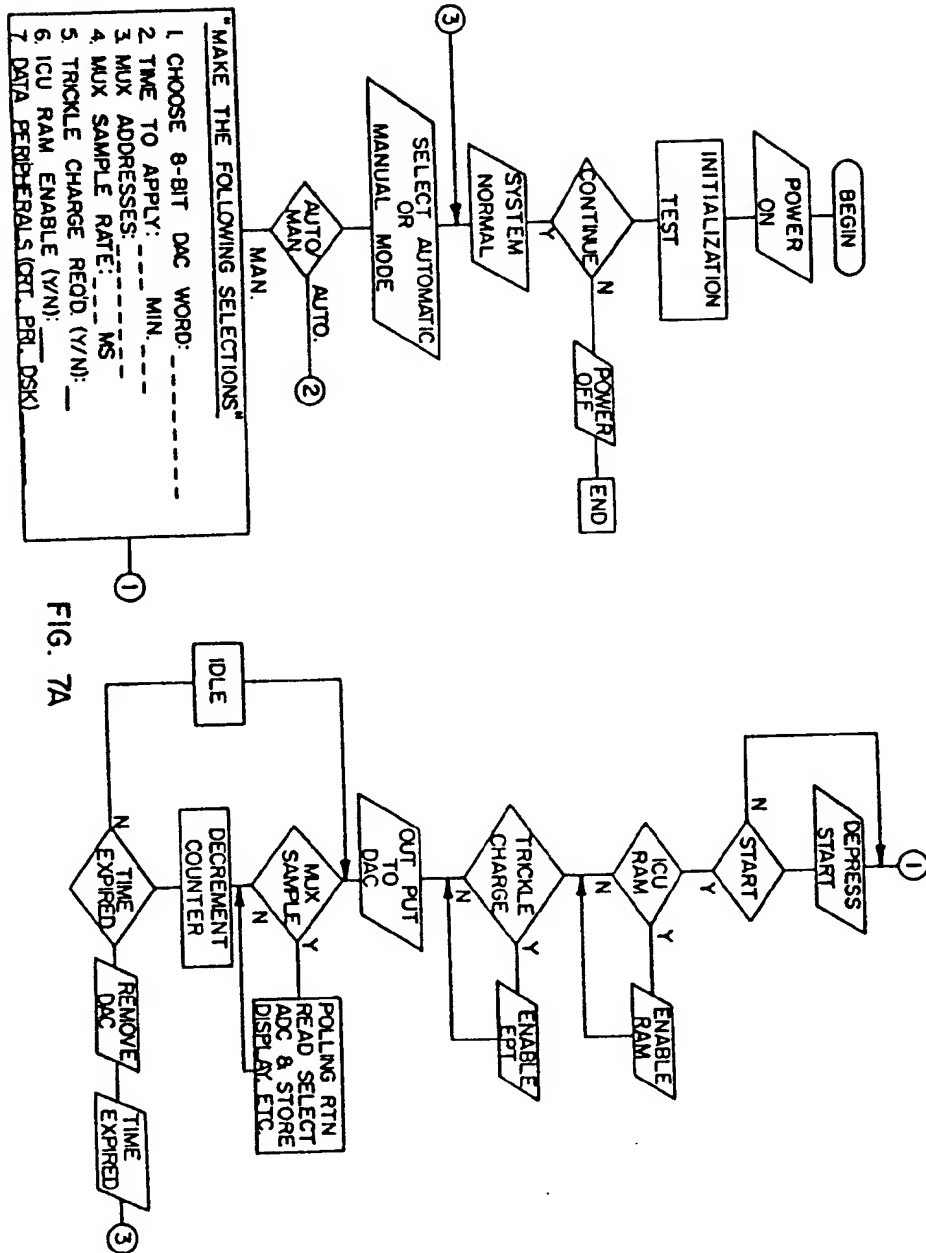 BEGIN
POWER
ON
INITIALIZATION
TEST
CONTINUE
N
POWER
OFF
END
Y
SYSTEM
NORMAL
3
SELECT AUTOMATIC
OR
MANUAL MODE
AUTO/
MAN
AUTO.
2
MAN.
"MAKE THE FOLLOWING SELECTIONS"
1. CHOOSE 8-BIT DAC WORD: _ _ _ _ _ _ _ _
2. TIME TO APPLY: _ _ _ MIN. _ _ _
3. MUX ADDRESSES: _ _ _ _ _ _ _
4. MUX SAMPLE RATE: _ _ _ MS
5. TRICKLE CHARGE REQ'D. (Y/N): _
6. ICU RAM ENABLE (Y/N): _
7. DATA PERIPHERALS (CRT. PRI. DSK)
1
1
DEPRESS
START
START
N
Y
ICU
RAM
Y
N
ENABLE
RAM
TRICKLE
CHARGE
Y
N
ENABLE
EPT
OUT PUT
TO
DAC
MUX
SAMPLE
Y
N
POLLING RTN
READ SELECT
ADC & STORE
DISPLAY, ETC.
DECREMENT
COUNTER
IDLE
TIME
EXPIRED
N
REMOVE
DAC
TIME
EXPIRED
3
FIG. 7A